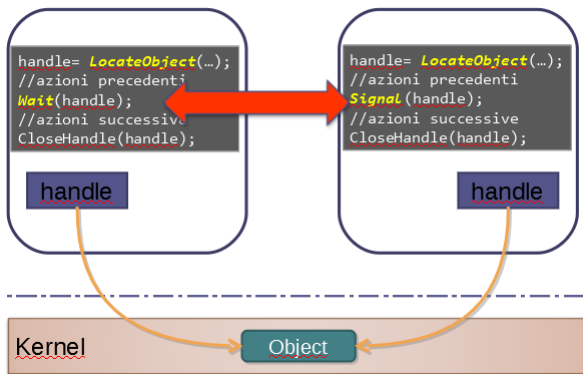 handle= LocateObject(…);
//azioni precedenti
Wait(handle);
//azioni successive
CloseHandle(handle);
handle
handle= LocateObject(…);
//azioni precedenti
Signal(handle);
//azioni successive
CloseHandle(handle);
handle
Kernel
Object